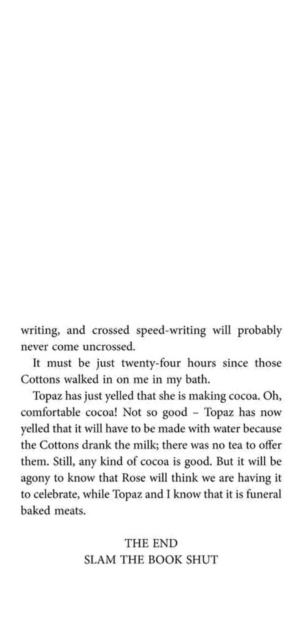 writing, and crossed speed-writing will probably
never come uncrossed.
It must be just twenty-four hours since those
Cottons walked in on me in my bath.
Topaz has just yelled that she is making cocoa. Oh,
comfortable cocoa! Not so good – Topaz has now
yelled that it will have to be made with water because
the Cottons drank the milk; there was no tea to offer
them. Still, any kind of cocoa is good. But it will be
agony to know that Rose will think we are having it
to celebrate, while Topaz and I know that it is funeral
baked meats.
THE END
SLAM THE BOOK SHUT